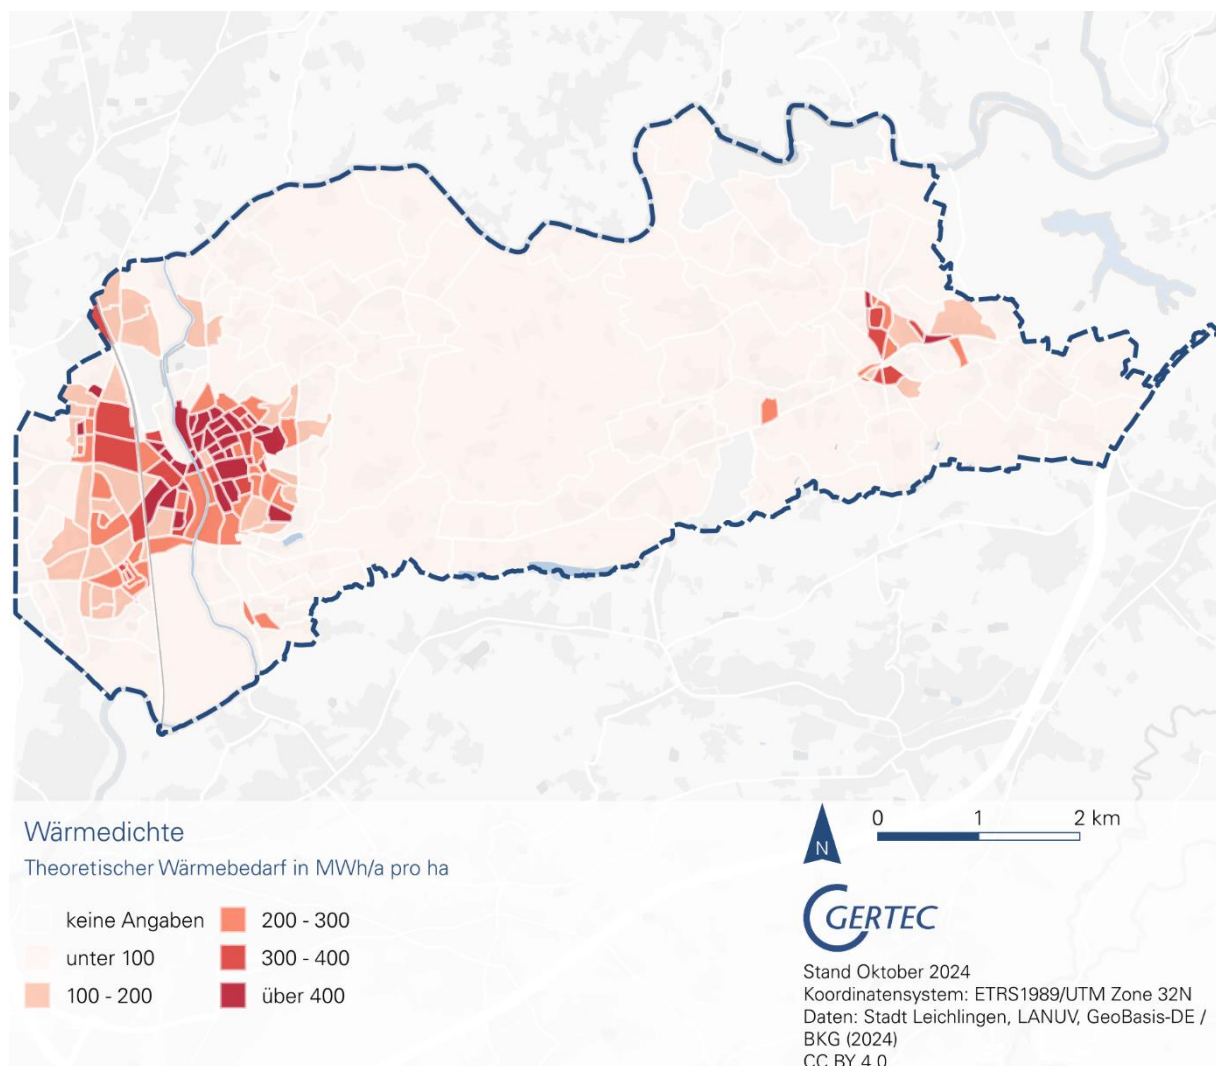 Wärmedichte
Theoretischer Wärmebedarf in MWh/a pro ha
keine Angaben
unter 100
100 - 200
200 - 300
300 - 400
über 400
0 1 2 km
N
GERTEC
Stand Oktober 2024
Koordinatensystem: ETRS1989/UTM Zone 32N
Daten: Stadt Leichlingen, LANUV, GeoBasis-DE /
BKG (2024)
CC BY 4.0